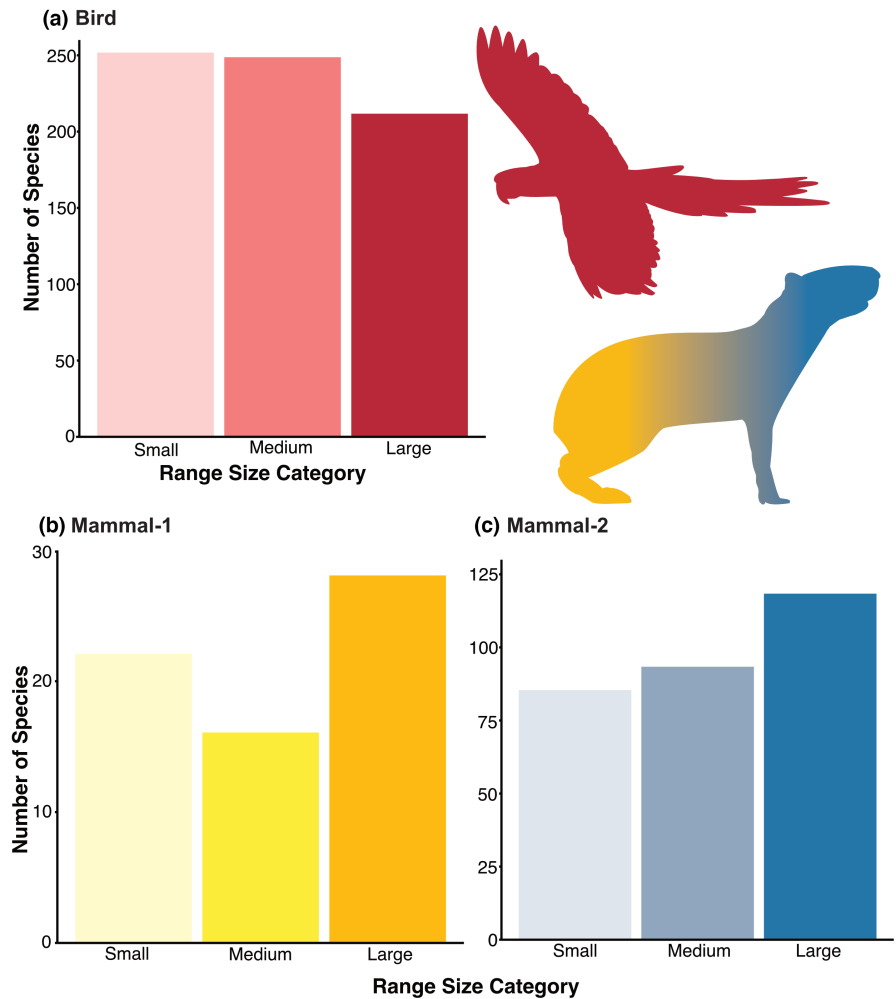 (a) Bird
Number of Species
250
200
150
100
50
0
Small Medium Large
Range Size Category
(b) Mammal-1
Number of Species
30
20
10
0
Small Medium Large
(c) Mammal-2
125
100
75
50
25
0
Small Medium Large
Range Size Category